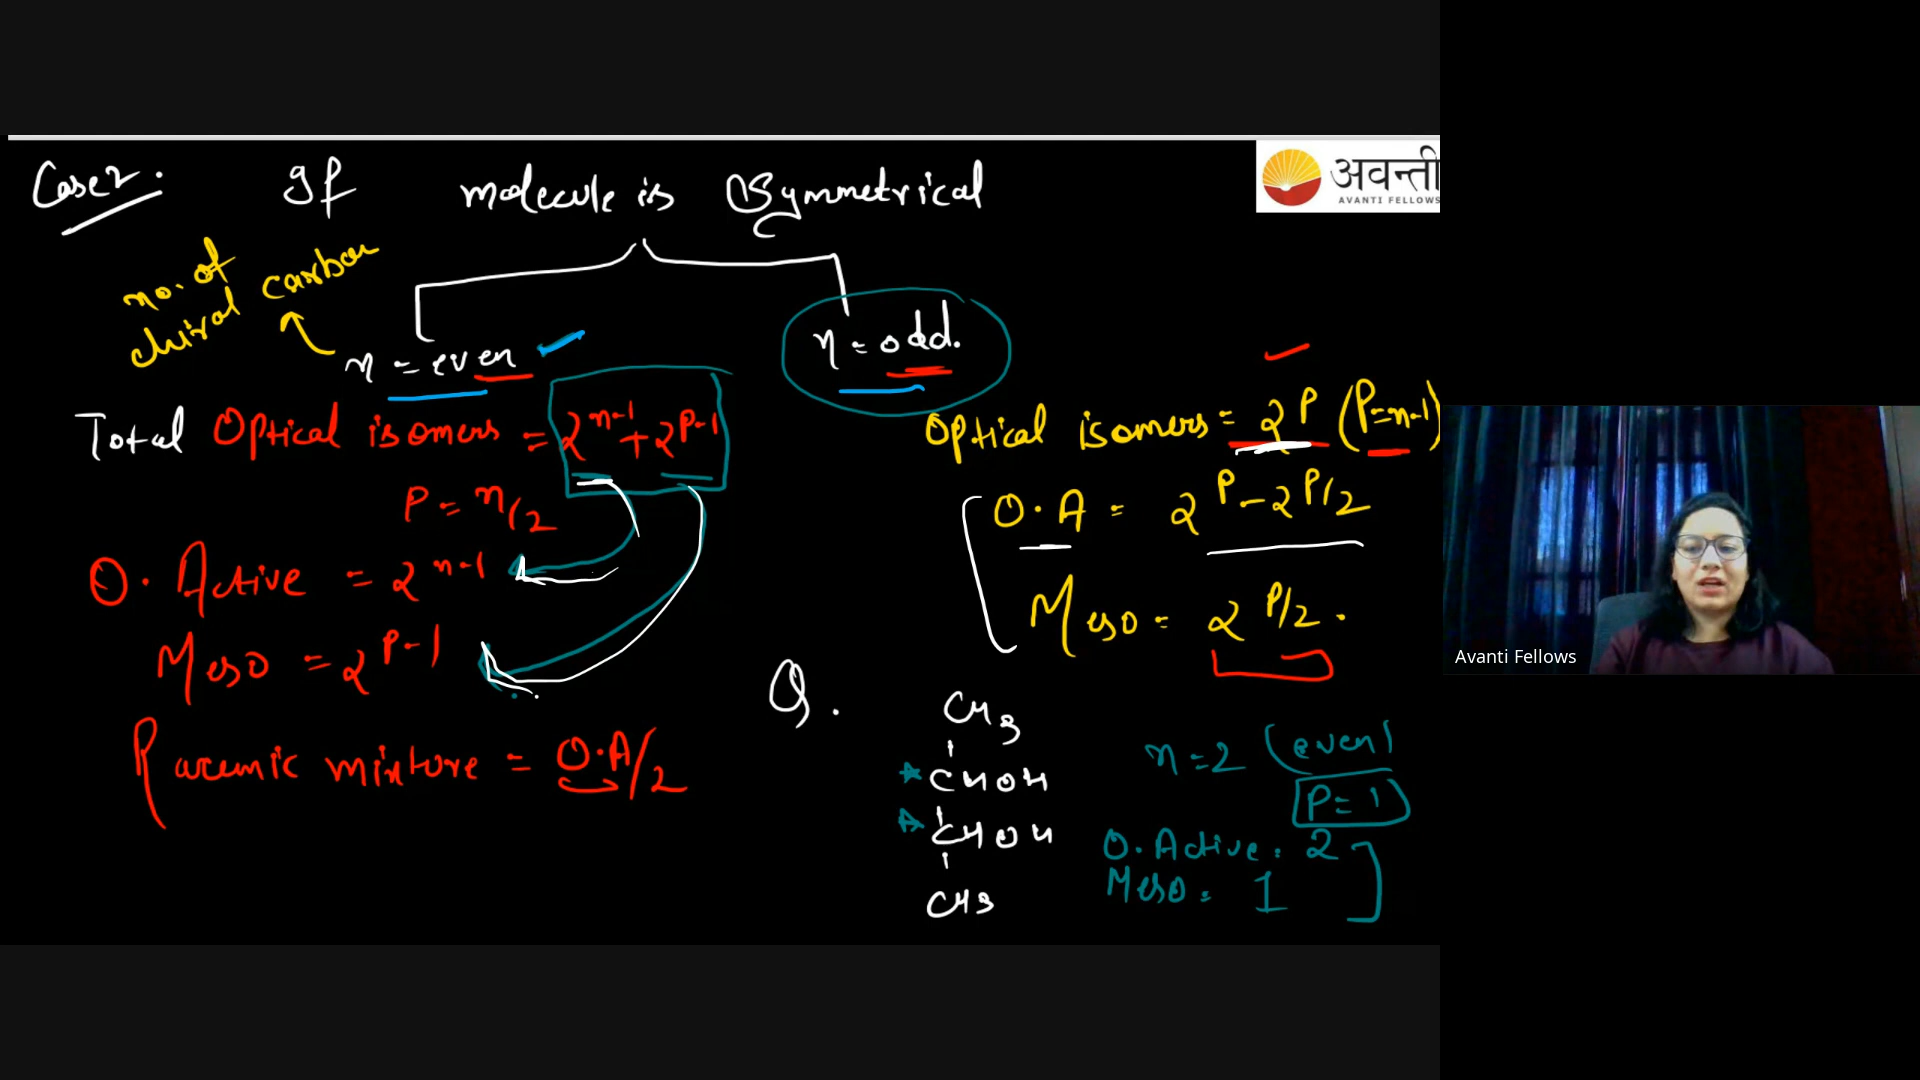 Case 2. If molecule is Symmetrical
अवन्ती
AVANTI FELLOWS
no. of
chiral carbon
n = even
n = odd.
Total Optical isomers = 2^n-1 + 2^P-1
P = n/2
O. Active = 2^n-1
Meso = 2^P-1
Racemic mixture = O.A/2
Optical isomers = 2^P (P=n-1)
O.A = 2^P - 2^P/2
Meso = 2^P/2.
Q.
CH3
CHOH
CHOH
CH3
n=2 (even)
P=1
O. Active = 2
Meso = 1
Avanti Fellows